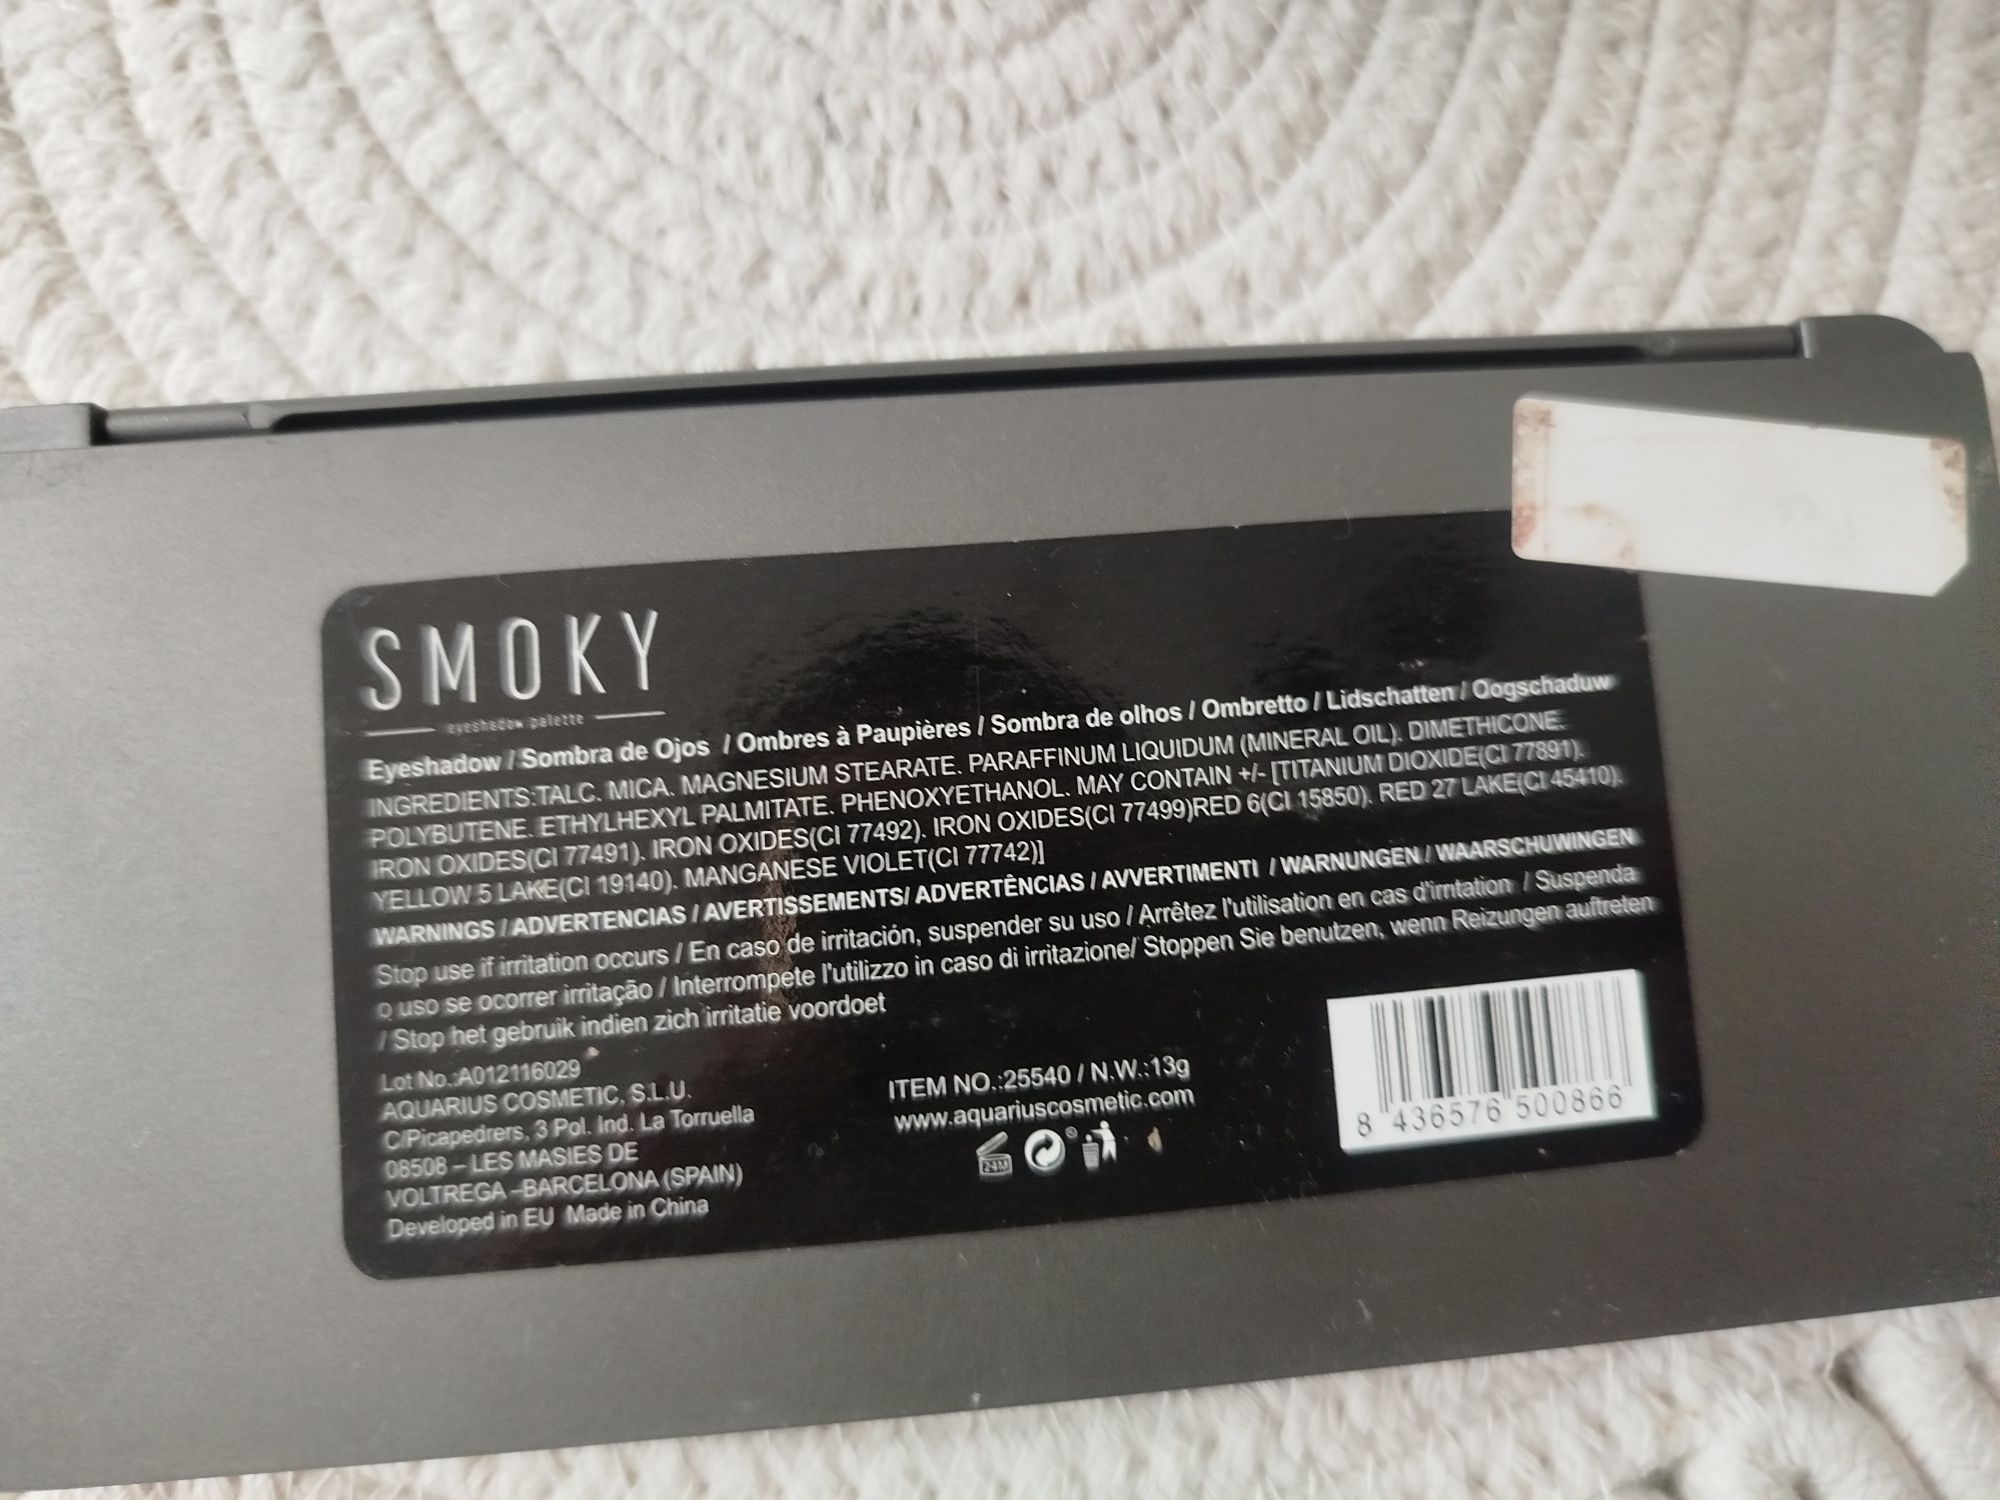 SMOKY
eyeshadow palette
Eyeshadow / Sombra de Ojos / Ombres à Paupières / Sombra de olhos / Ombretto / Lidschatten / Oogschaduw
INGREDIENTS:TALC. MICA. MAGNESIUM STEARATE. PARAFFINUM LIQUIDUM (MINERAL OIL). DIMETHICONE.
POLYBUTENE. ETHYLHEXYL PALMITATE. PHENOXYETHANOL. MAY CONTAIN +/- [TITANIUM DIOXIDE(CI 77891).
IRON OXIDES(CI 77491). IRON OXIDES(CI 77492). IRON OXIDES(CI 77499)RED 6(CI 15850). RED 27 LAKE(CI 45410).
YELLOW 5 LAKE(CI 19140). MANGANESE VIOLET(CI 77742)]
WARNINGS / ADVERTENCIAS / AVERTISSEMENTS/ ADVERTÊNCIAS / AVVERTIMENTI / WARNUNGEN / WAARSCHUWINGEN
Stop use if irritation occurs / En caso de irritación, suspender su uso / Arrêtez l'utilisation en cas d'irritation / Suspenda
o uso se ocorrer irritação / Interrompete l'utilizzo in caso di irritazione/ Stoppen Sie benutzen, wenn Reizungen auftreten
/ Stop het gebruik indien zich irritatie voordoet
Lot No.:A012116029
AQUARIUS COSMETIC, S.L.U.
C/Picapedrers, 3 Pol. Ind. La Torruella
08508 – LES MASIES DE
VOLTREGA –BARCELONA (SPAIN)
Developed in EU Made in China
ITEM NO.:25540 / N.W.:13g
www.aquariuscosmetic.com
24M
8 436576 500866